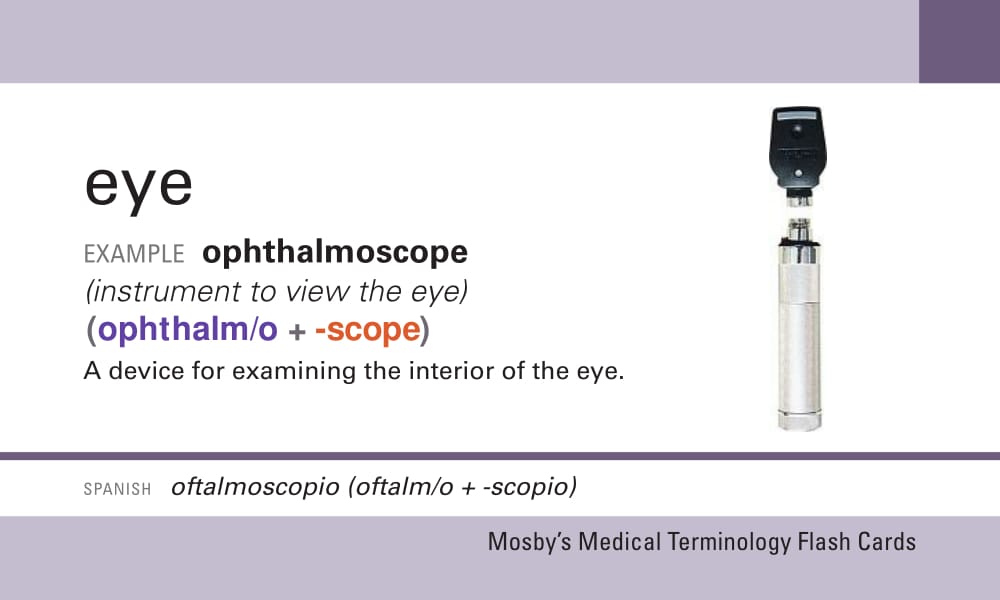 eye
EXAMPLE ophthalmoscope
(instrument to view the eye)
(ophthalm/o + -scope)
A device for examining the interior of the eye.
SPANISH oftalmoscopio (oftalm/o + -scopio)
Mosby’s Medical Terminology Flash Cards